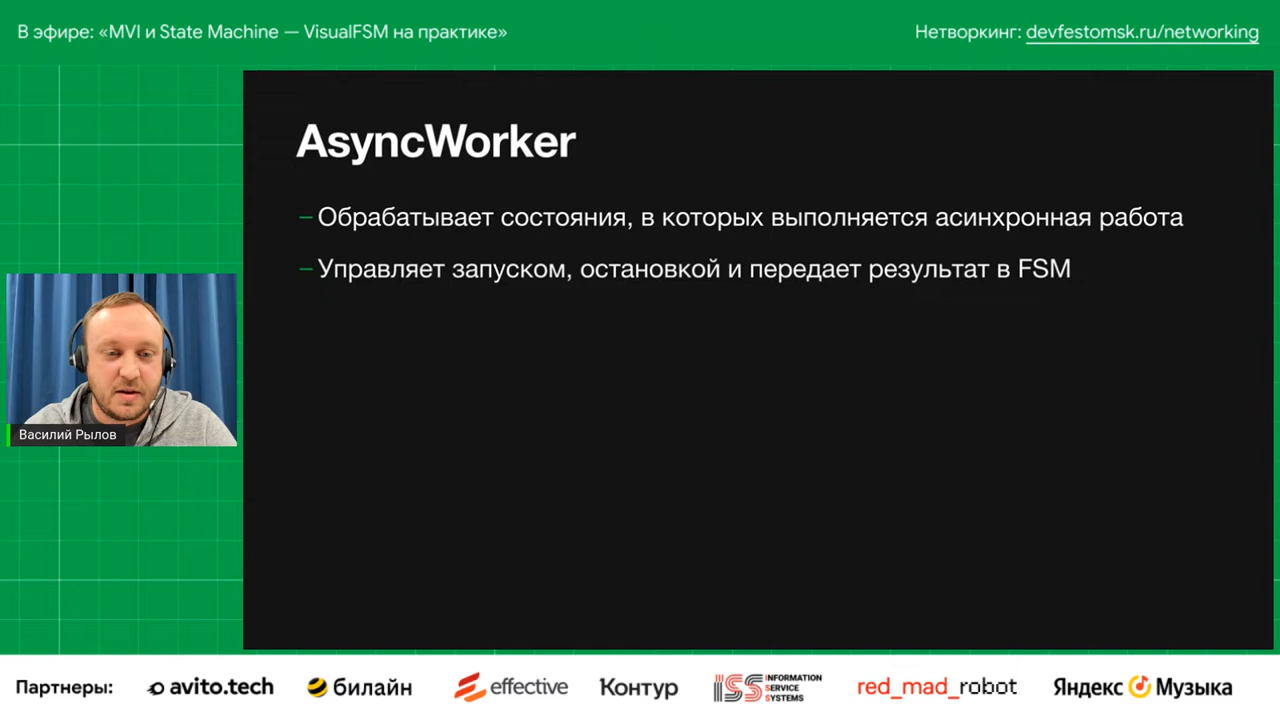 В эфире: «MVI и State Machine — VisualFSM на практике»
Нетворкинг: devfestomsk.ru/networking
AsyncWorker
– Обрабатывает состояния, в которых выполняется асинхронная работа
– Управляет запуском, остановкой и передает результат в FSM
Василий Рылов
Партнеры: avito.tech билайн effective Контур ISS INFORMATION SERVICE SYSTEMS red_mad_robot Яндекс Музыка